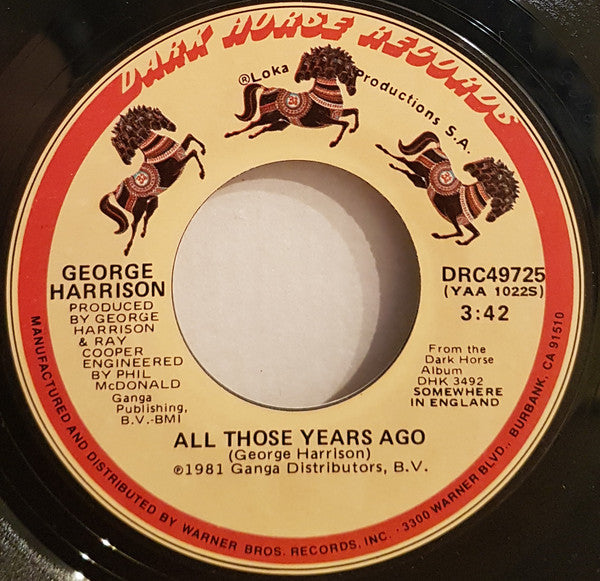 DARK HORSE RECORDS
®Loka Productions S.A.
GEORGE
HARRISON
PRODUCED
BY GEORGE
HARRISON
& RAY
COOPER
ENGINEERED
BY PHIL
McDONALD
Ganga
Publishing,
B.V.-BMI
DRC49725
(YAA 1022S)
3:42
From the
Dark Horse
Album
DHK 3492
SOMEWHERE
IN ENGLAND
ALL THOSE YEARS AGO
(George Harrison)
℗1981 Ganga Distributors, B.V.
MANUFACTURED AND DISTRIBUTED BY WARNER BROS. RECORDS, INC. · 3300 WARNER BLVD., BURBANK, CA 91510